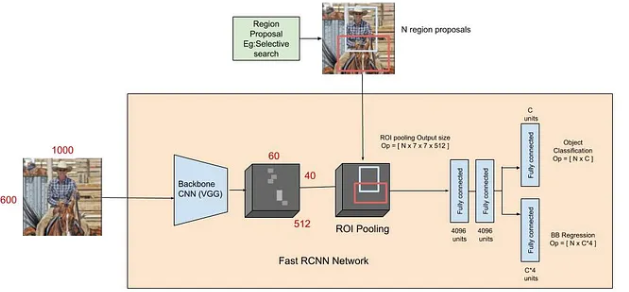 Region
Proposal
Eg:Selective
search
N region proposals
C
units
ROI pooling Output size
Op = [ N x 7 x 7 x 512 ]
Fully connected
Object
Classification
Op = [ N x C ]
1000
600
Backbone
CNN (VGG)
60
40
512
ROI Pooling
Fully connected
Fully connected
4096
units
4096
units
Fully connected
BB Regression
Op = [ N x C*4 ]
C*4
units
Fast RCNN Network